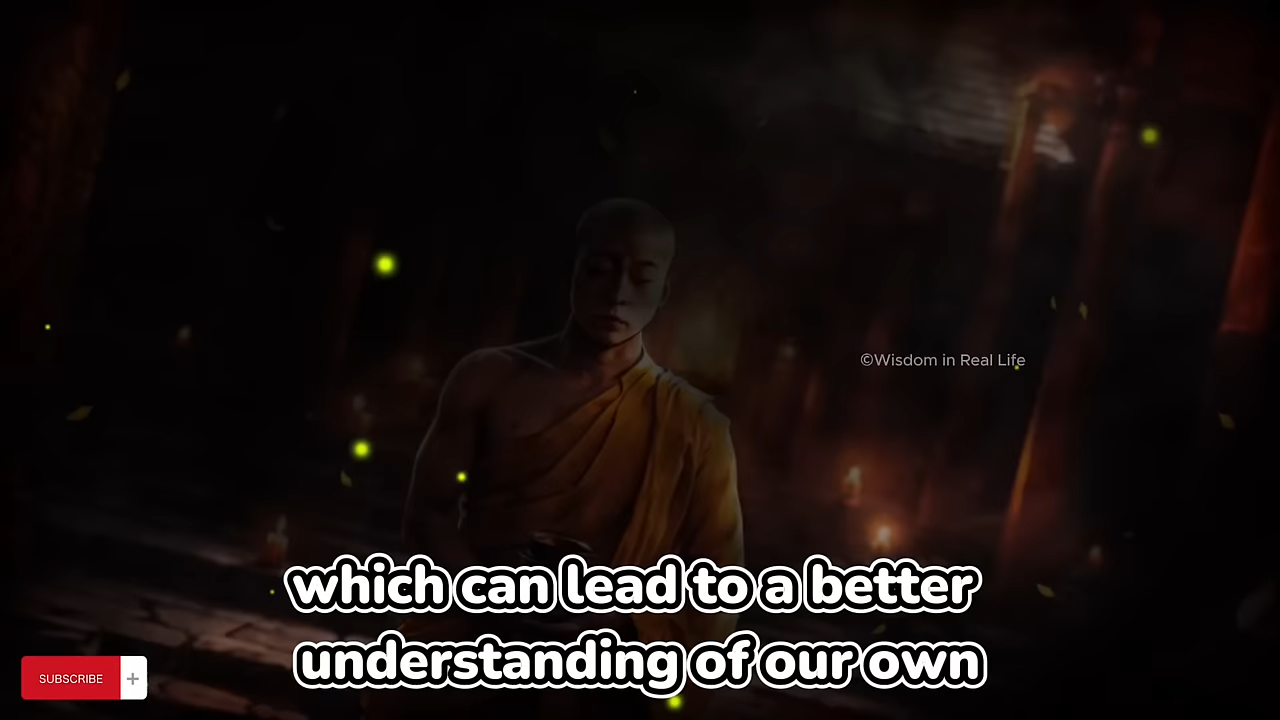 ©Wisdom in Real Life
which can lead to a better
understanding of our own
SUBSCRIBE +